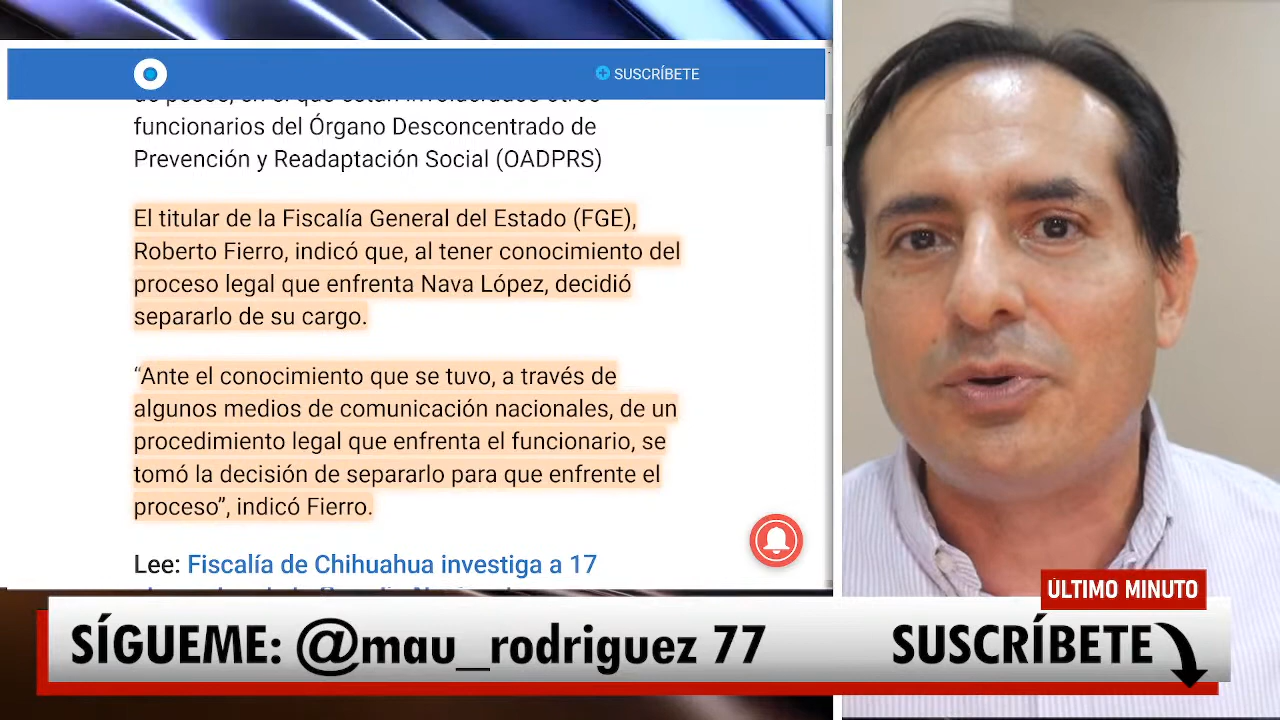 SUSCRÍBETE
funcionarios del Órgano Desconcentrado de
Prevención y Readaptación Social (OADPRS)
El titular de la Fiscalía General del Estado (FGE),
Roberto Fierro, indicó que, al tener conocimiento del
proceso legal que enfrenta Nava López, decidió
separarlo de su cargo.
“Ante el conocimiento que se tuvo, a través de
algunos medios de comunicación nacionales, de un
procedimiento legal que enfrenta el funcionario, se
tomó la decisión de separarlo para que enfrente el
proceso”, indicó Fierro.
Lee: Fiscalía de Chihuahua investiga a 17
ÚLTIMO MINUTO
SÍGUEME: @mau_rodriguez 77
SUSCRÍBETE